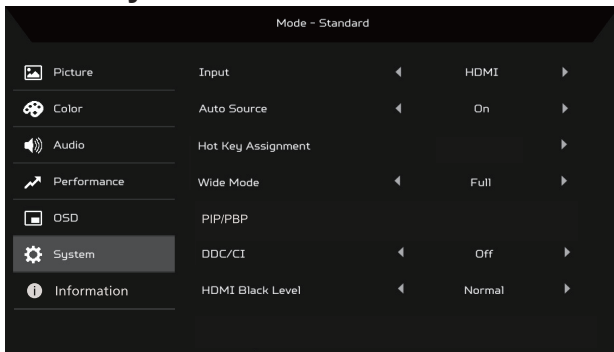 Mode - Standard
Picture
Input HDMI
Color
Auto Source On
Audio
Hot Key Assignment
Performance
Wide Mode Full
OSD
PIP/PBP
System
DDC/CI Off
Information
HDMI Black Level Normal